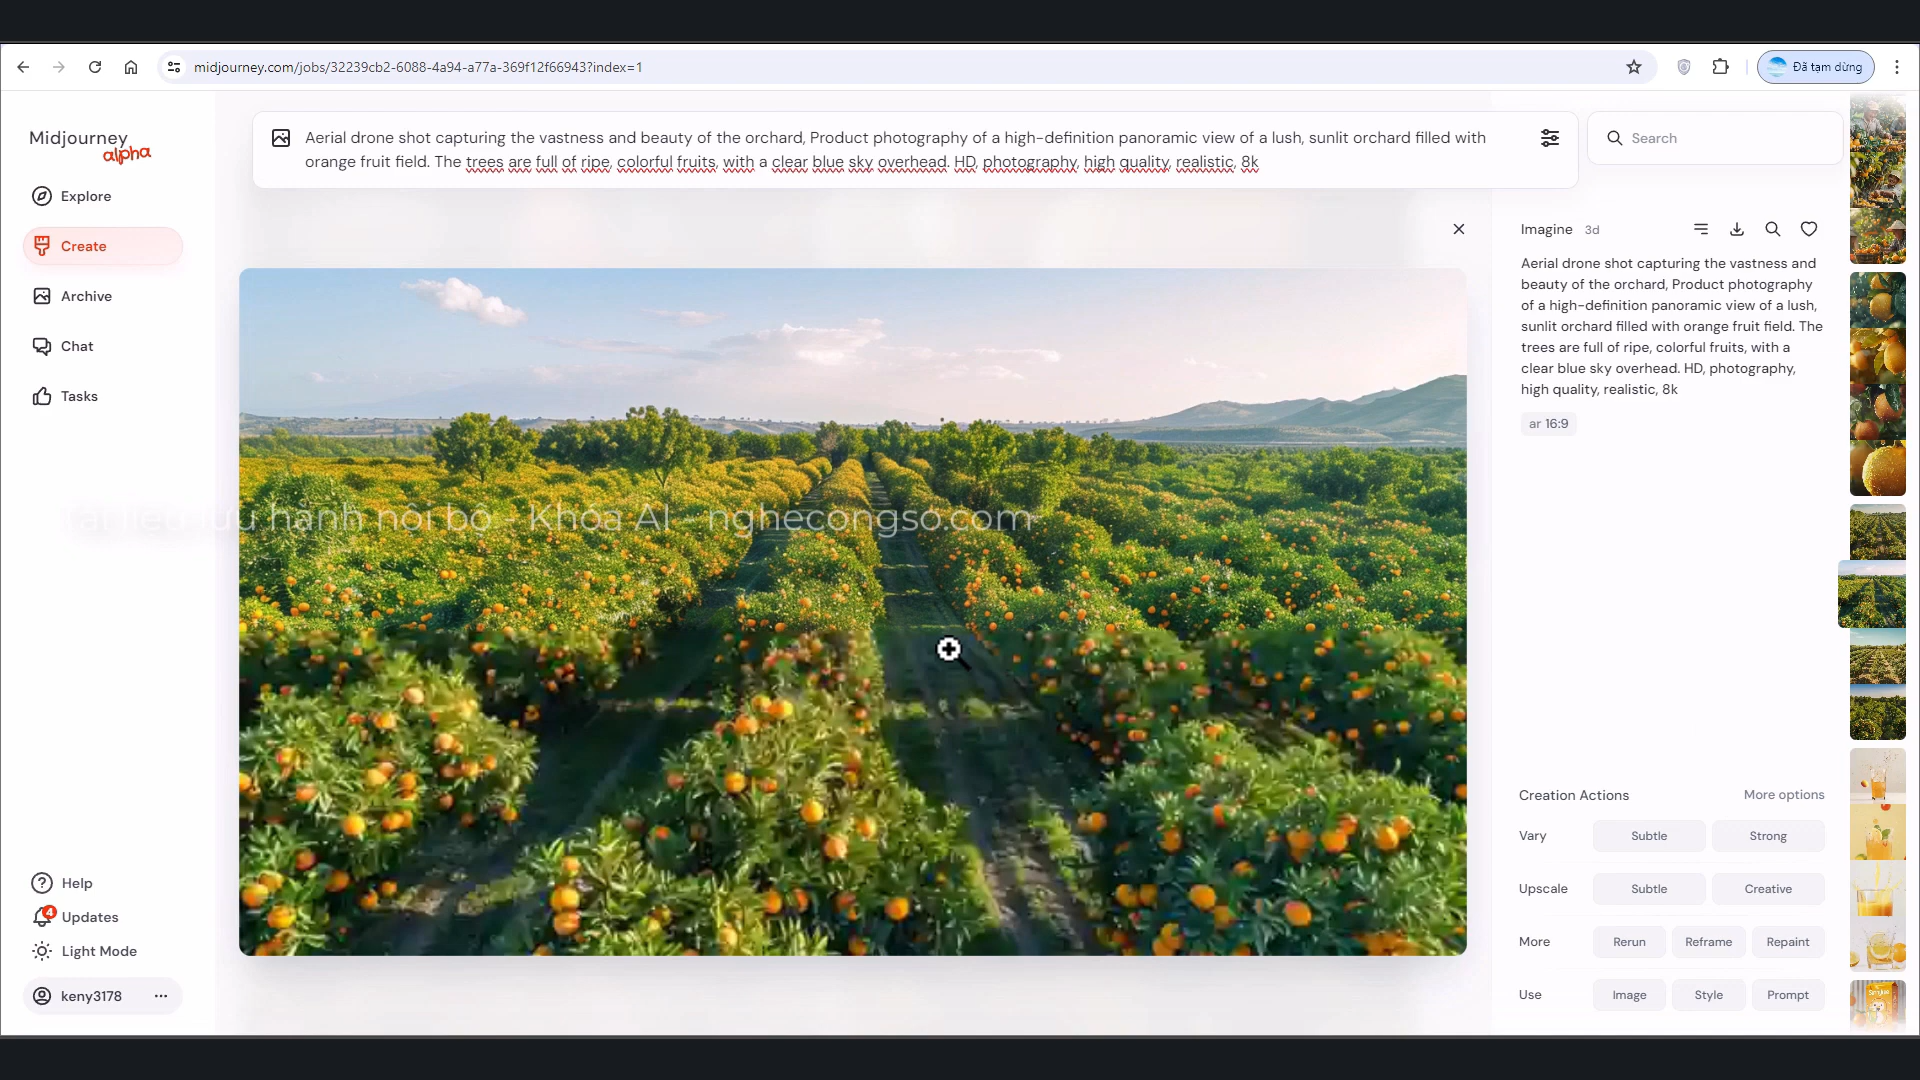 midjourney.com/jobs/32239cb2-6088-4a94-a77a-369f12f66943?index=1
Đã tạm dừng
Midjourney
alpha
Explore
Create
Archive
Chat
Tasks
Help
4
Updates
Light Mode
keny3178
Aerial drone shot capturing the vastness and beauty of the orchard, Product photography of a high-definition panoramic view of a lush, sunlit orchard filled with
orange fruit field. The trees are full of ripe, colorful fruits, with a clear blue sky overhead. HD, photography, high quality, realistic, 8k
Search
lưu hành nội bộ - Khóa AI - nghecongso.com
Imagine 3d
Aerial drone shot capturing the vastness and
beauty of the orchard, Product photography
of a high-definition panoramic view of a lush,
sunlit orchard filled with orange fruit field. The
trees are full of ripe, colorful fruits, with a
clear blue sky overhead. HD, photography,
high quality, realistic, 8k
ar 16:9
Creation Actions More options
Vary Subtle Strong
Upscale Subtle Creative
More Rerun Reframe Repaint
Use Image Style Prompt